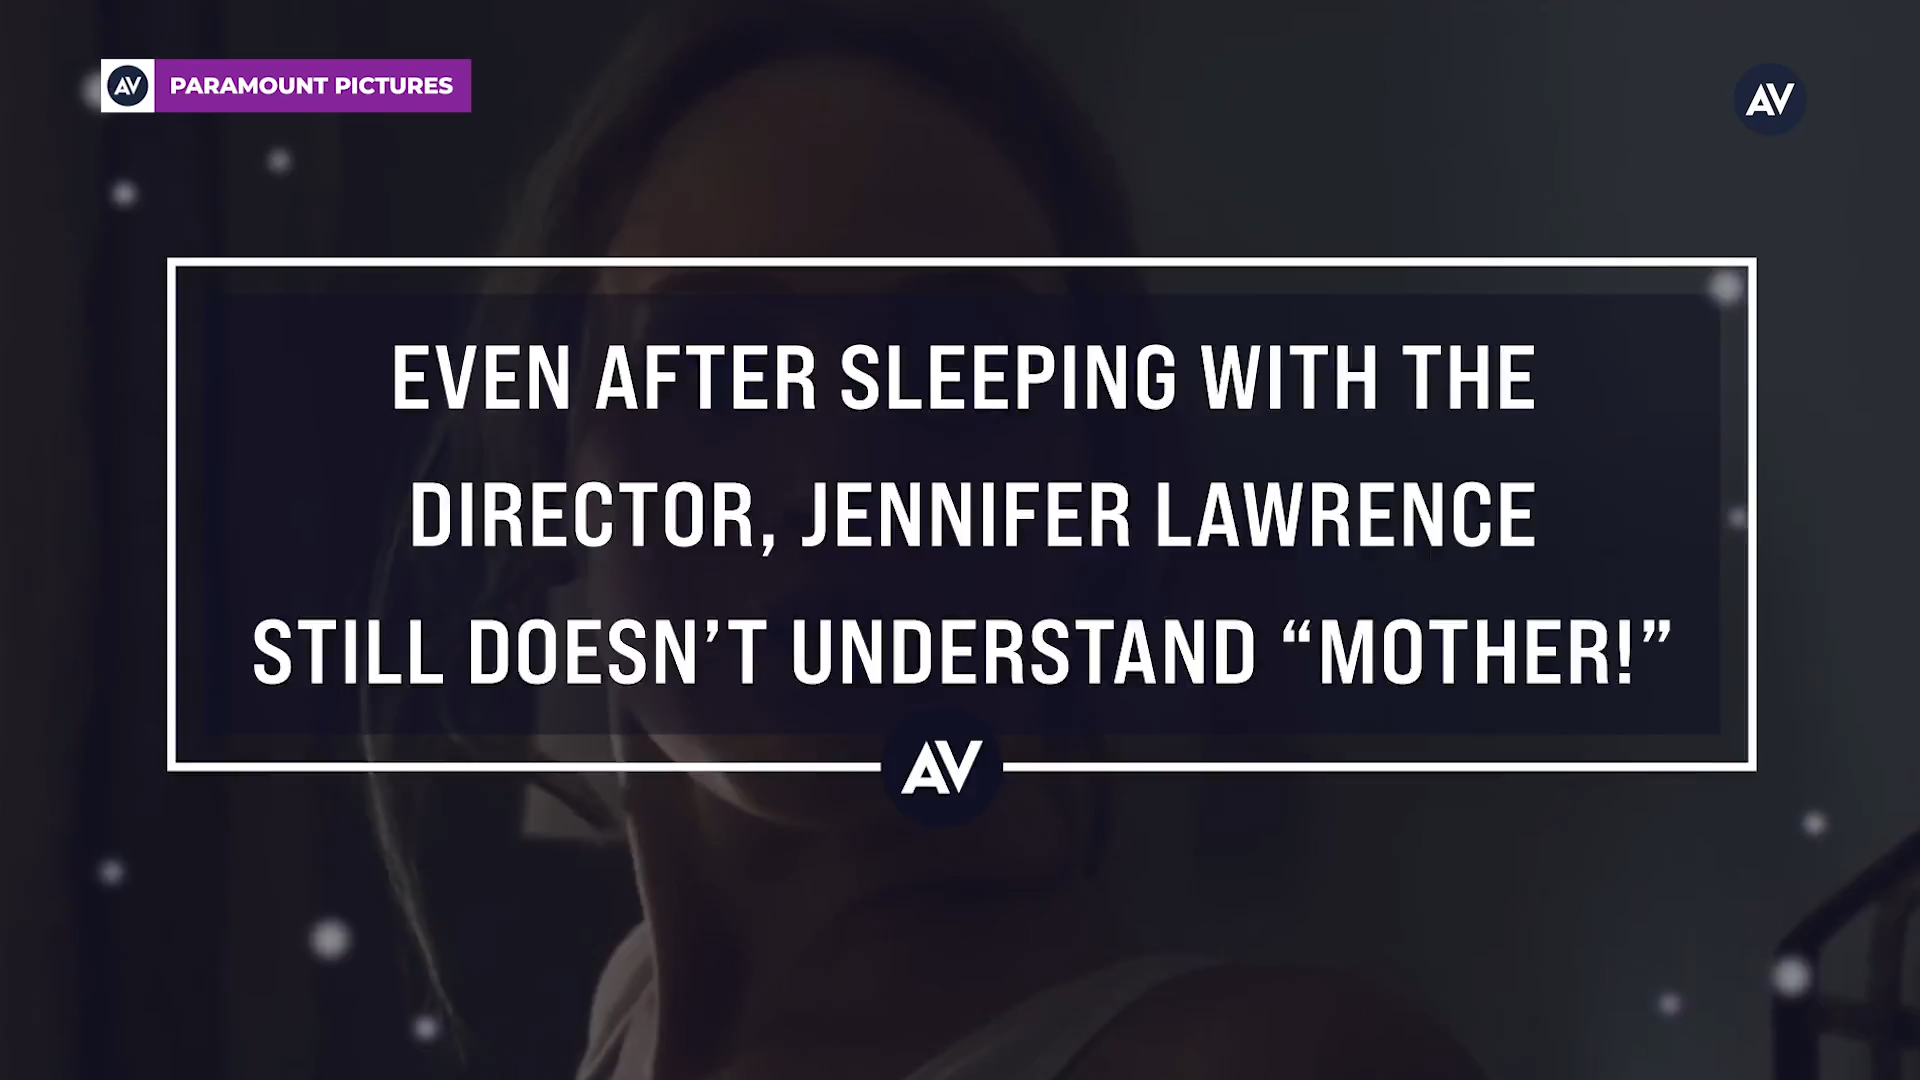 AV PARAMOUNT PICTURES
AV
EVEN AFTER SLEEPING WITH THE
DIRECTOR, JENNIFER LAWRENCE
STILL DOESN’T UNDERSTAND “MOTHER!”
AV